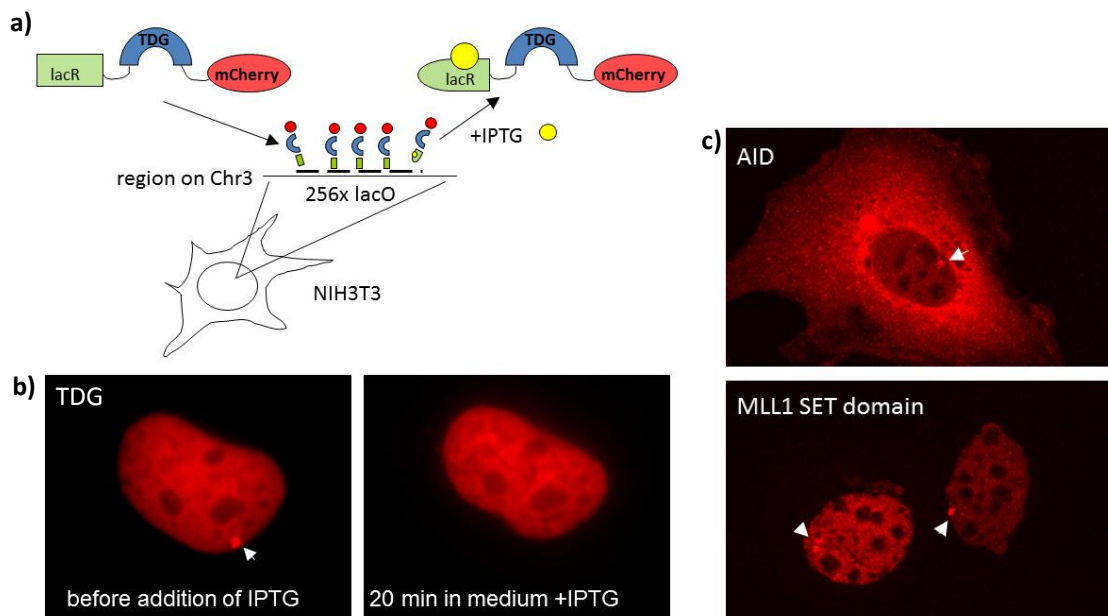 a)
TDG
lacR
mCherry
TDG
lacR
mCherry
+IPTG
region on Chr3
256x lacO
NIH3T3
b)
TDG
before addition of IPTG
20 min in medium +IPTG
c)
AID
MLL1 SET domain